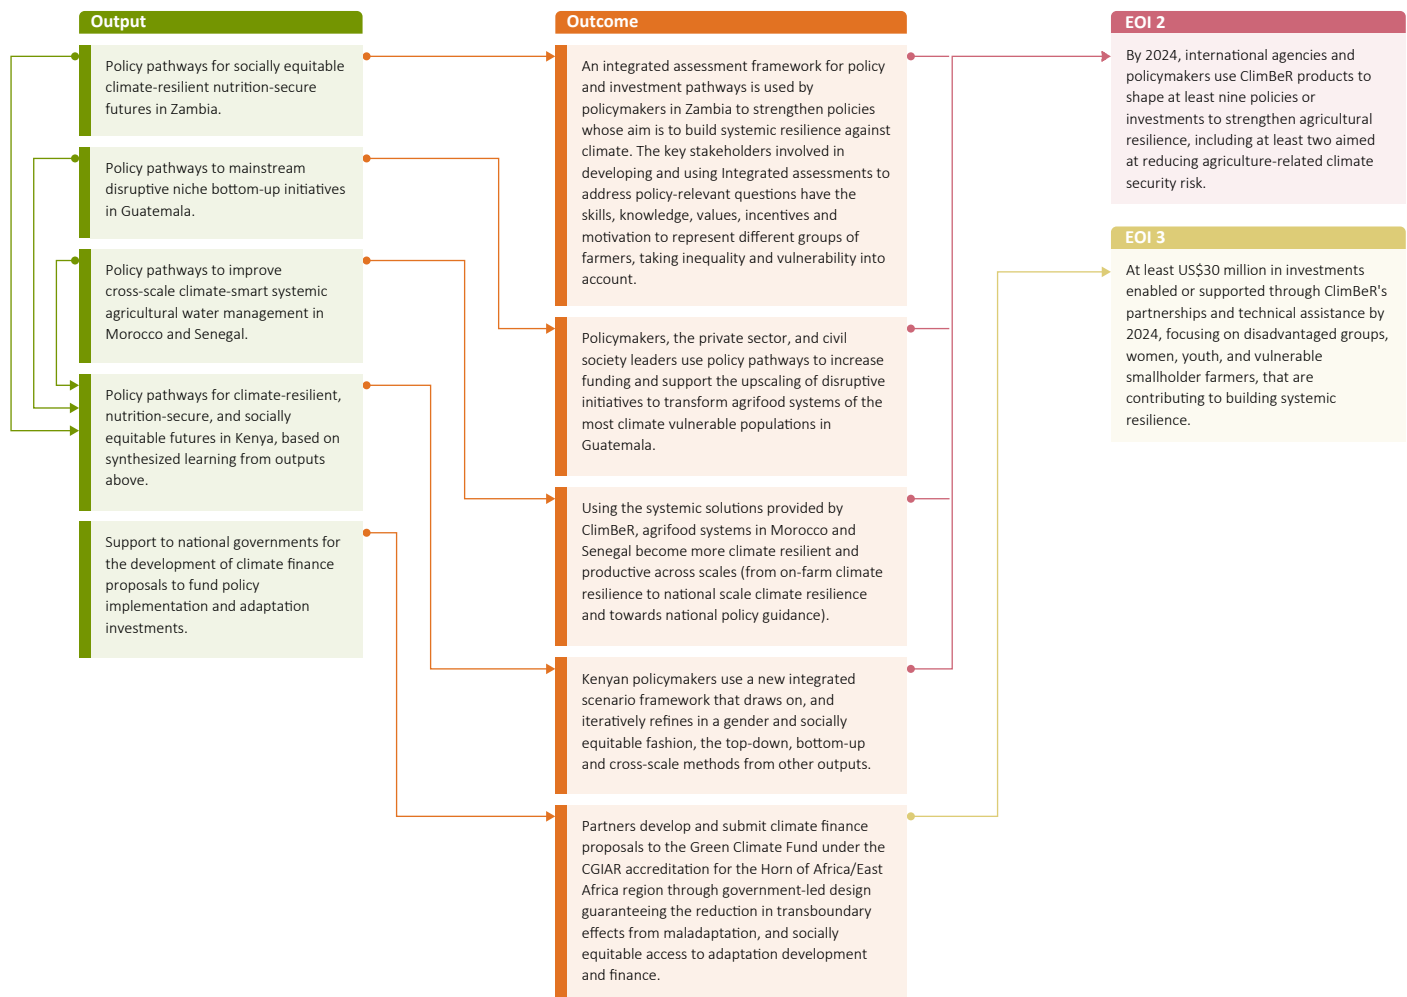 Output
Policy pathways for socially equitable
climate-resilient nutrition-secure
futures in Zambia.
Policy pathways to mainstream
disruptive niche bottom-up initiatives
in Guatemala.
Policy pathways to improve
cross-scale climate-smart systemic
agricultural water management in
Morocco and Senegal.
Policy pathways for climate-resilient,
nutrition-secure, and socially
equitable futures in Kenya, based on
synthesized learning from outputs
above.
Support to national governments for
the development of climate finance
proposals to fund policy
implementation and adaptation
investments.
Outcome
An integrated assessment framework for policy
and investment pathways is used by
policymakers in Zambia to strengthen policies
whose aim is to build systemic resilience against
climate. The key stakeholders involved in
developing and using Integrated assessments to
address policy-relevant questions have the
skills, knowledge, values, incentives and
motivation to represent different groups of
farmers, taking inequality and vulnerability into
account.
Policymakers, the private sector, and civil
society leaders use policy pathways to increase
funding and support the upscaling of disruptive
initiatives to transform agrifood systems of the
most climate vulnerable populations in
Guatemala.
Using the systemic solutions provided by
ClimBeR, agrifood systems in Morocco and
Senegal become more climate resilient and
productive across scales (from on-farm climate
resilience to national scale climate resilience
and towards national policy guidance).
Kenyan policymakers use a new integrated
scenario framework that draws on, and
iteratively refines in a gender and socially
equitable fashion, the top-down, bottom-up
and cross-scale methods from other outputs.
Partners develop and submit climate finance
proposals to the Green Climate Fund under the
CGIAR accreditation for the Horn of Africa/East
Africa region through government-led design
guaranteeing the reduction in transboundary
effects from maladaptation, and socially
equitable access to adaptation development
and finance.
EOI 2
By 2024, international agencies and
policymakers use ClimBeR products to
shape at least nine policies or
investments to strengthen agricultural
resilience, including at least two aimed
at reducing agriculture-related climate
security risk.
EOI 3
At least US$30 million in investments
enabled or supported through ClimBeR's
partnerships and technical assistance by
2024, focusing on disadvantaged groups,
women, youth, and vulnerable
smallholder farmers, that are
contributing to building systemic
resilience.